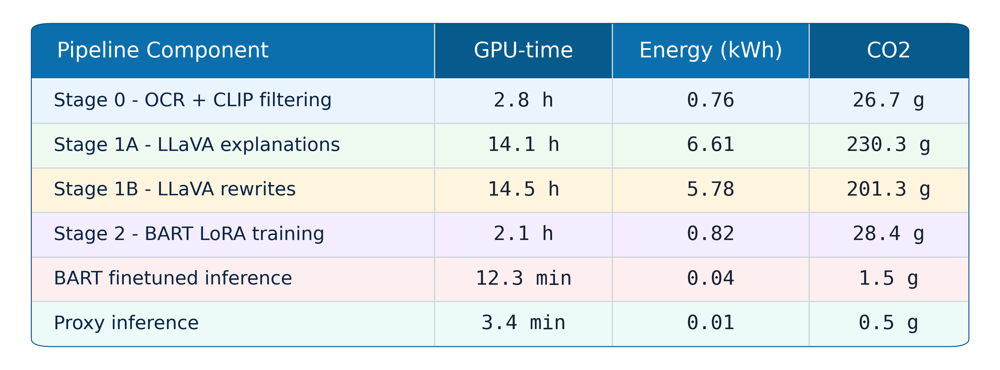 Pipeline Component GPU-time Energy (kWh) CO2
Stage 0 - OCR + CLIP filtering 2.8 h 0.76 26.7 g
Stage 1A - LLaVA explanations 14.1 h 6.61 230.3 g
Stage 1B - LLaVA rewrites 14.5 h 5.78 201.3 g
Stage 2 - BART LoRA training 2.1 h 0.82 28.4 g
BART finetuned inference 12.3 min 0.04 1.5 g
Proxy inference 3.4 min 0.01 0.5 g